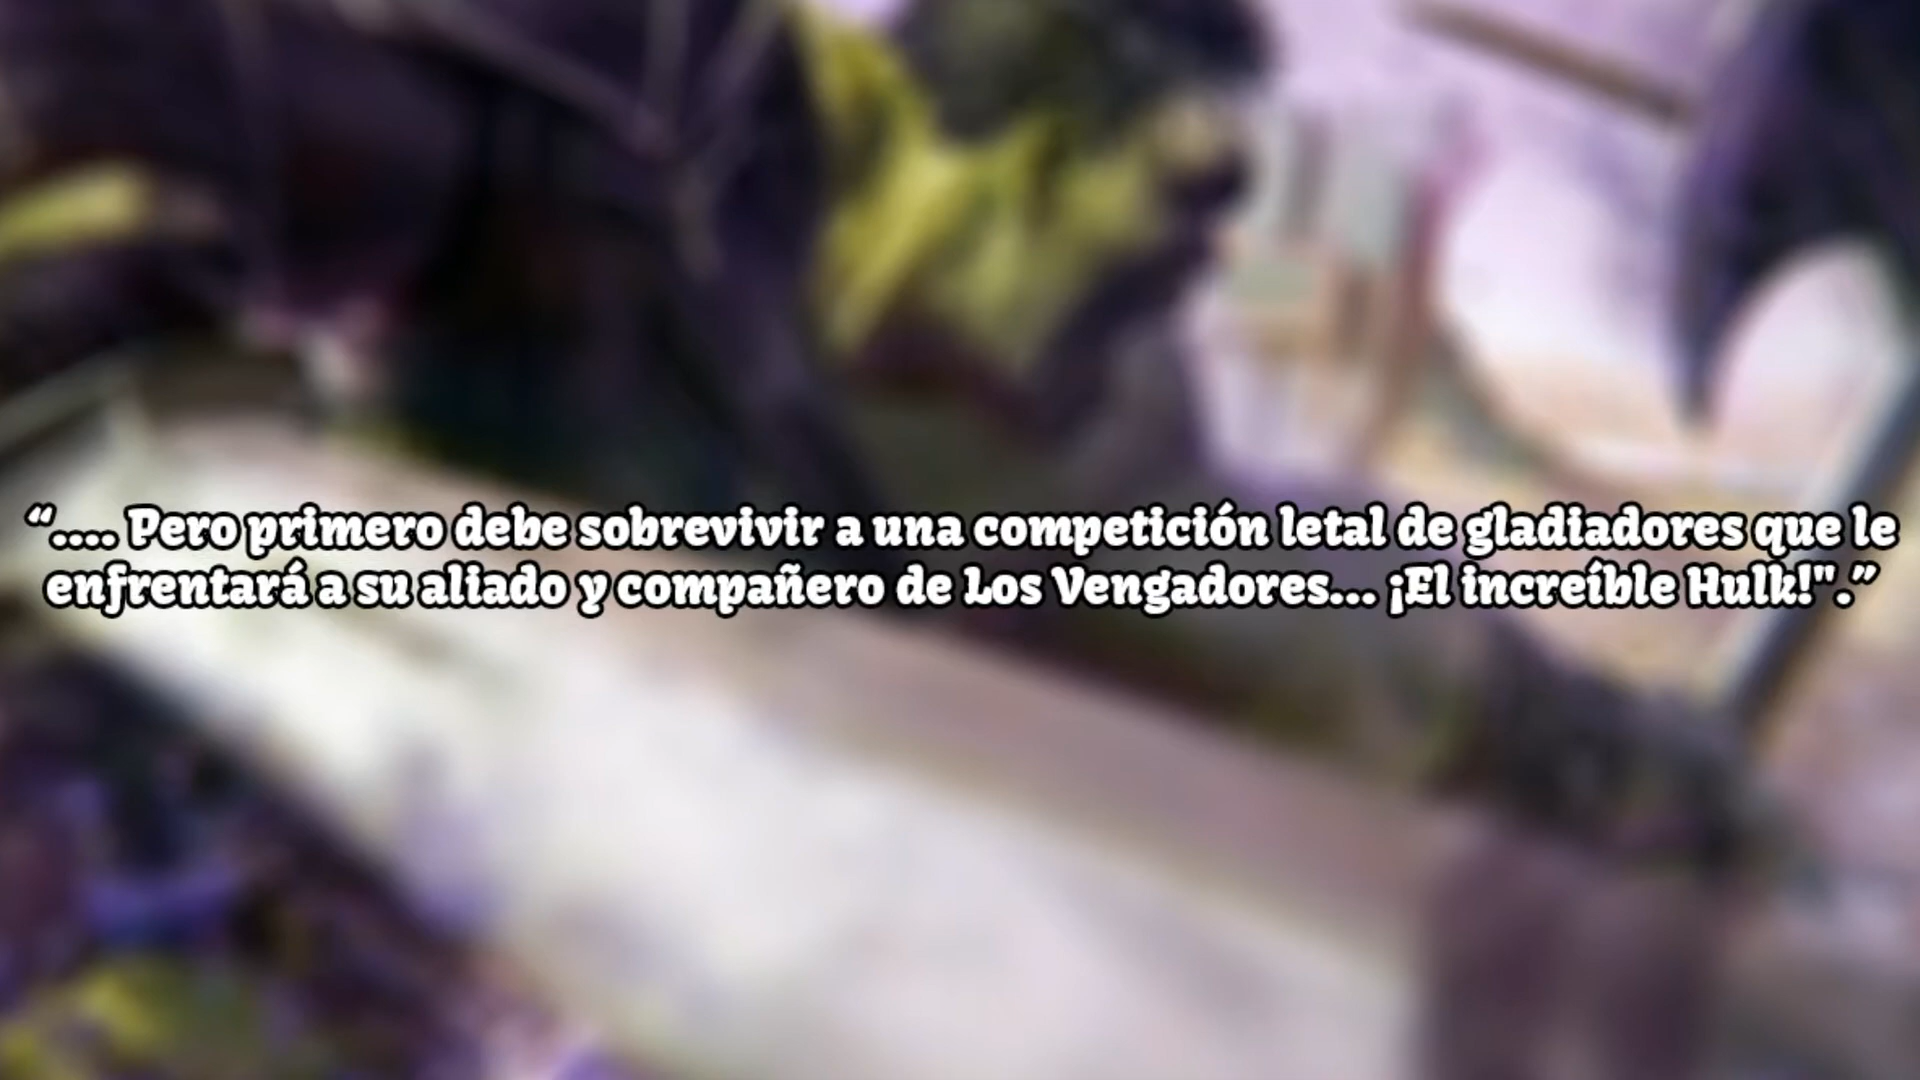 “.... Pero primero debe sobrevivir a una competición letal de gladiadores que le
enfrentará a su aliado y compañero de Los Vengadores... ¡El increíble Hulk!".”